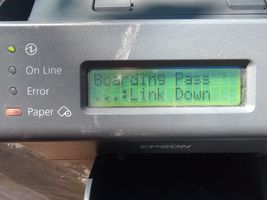 On Line
Error
Paper
Boarding Pass
....Link Down
EPSON